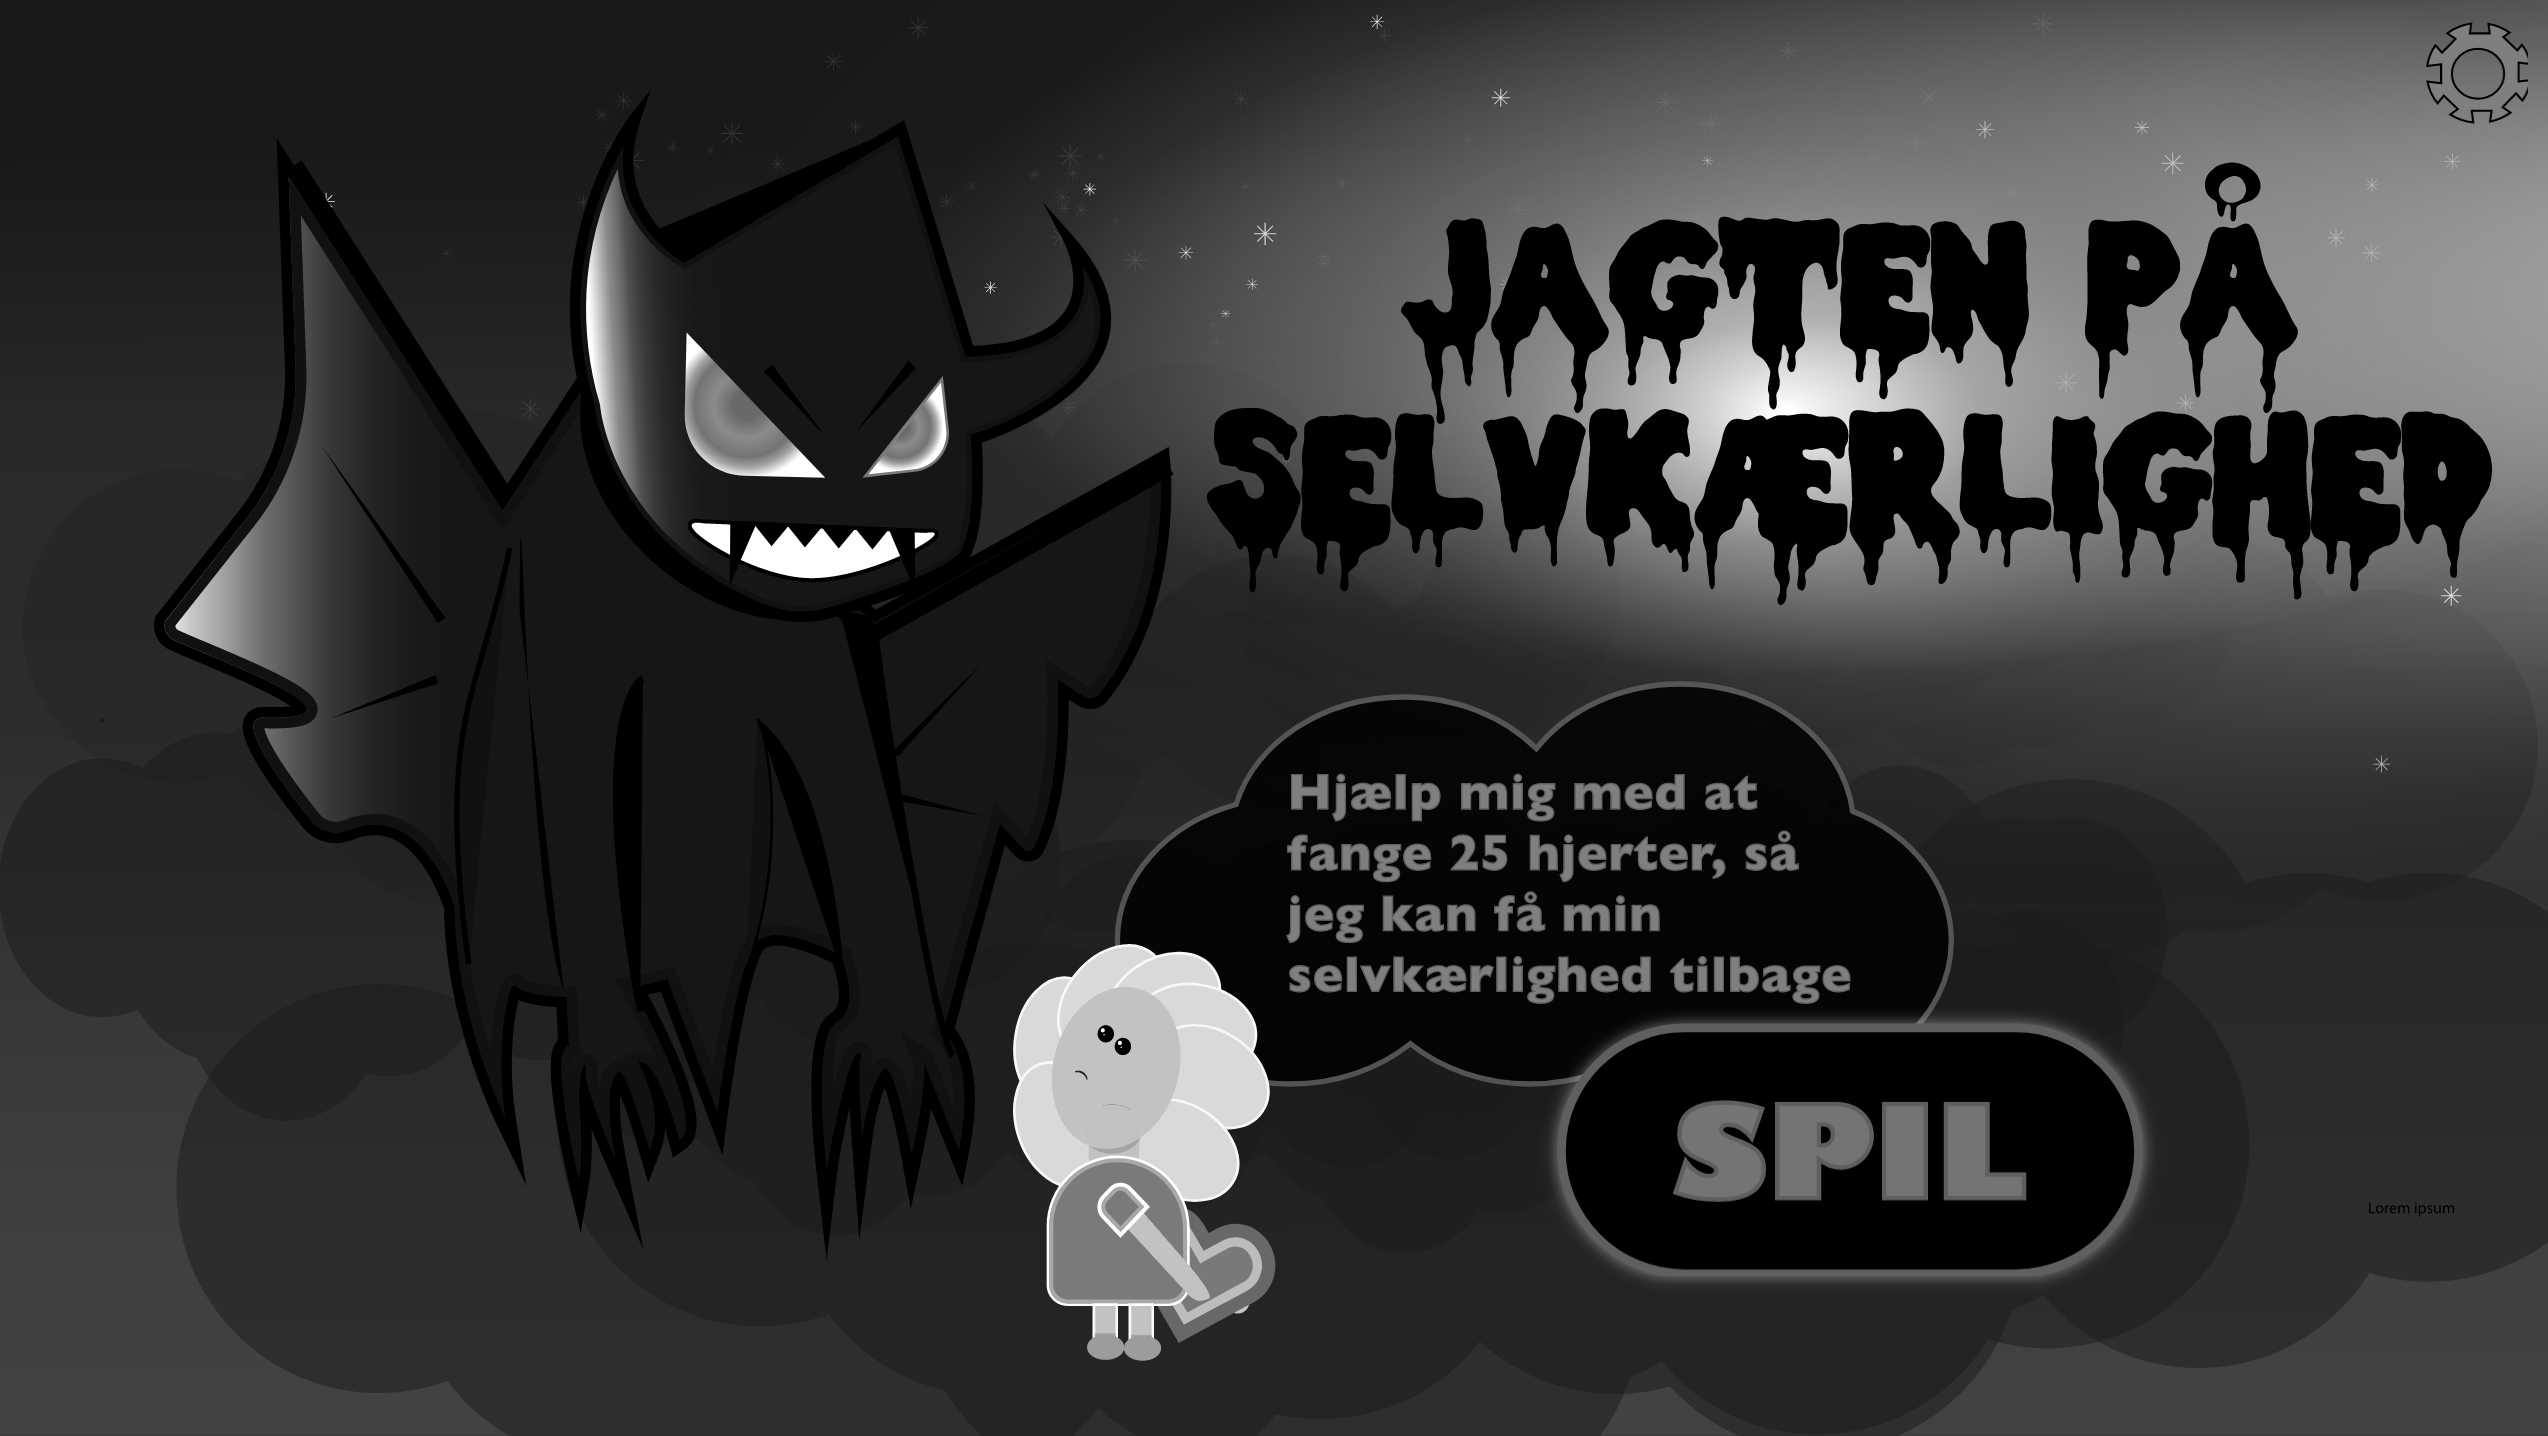 JAGTEN PÅ
SELVKÆRLIGHED
Hjælp mig med at
fange 25 hjerter, så
jeg kan få min
selvkærlighed tilbage
SPIL
Lorem ipsum